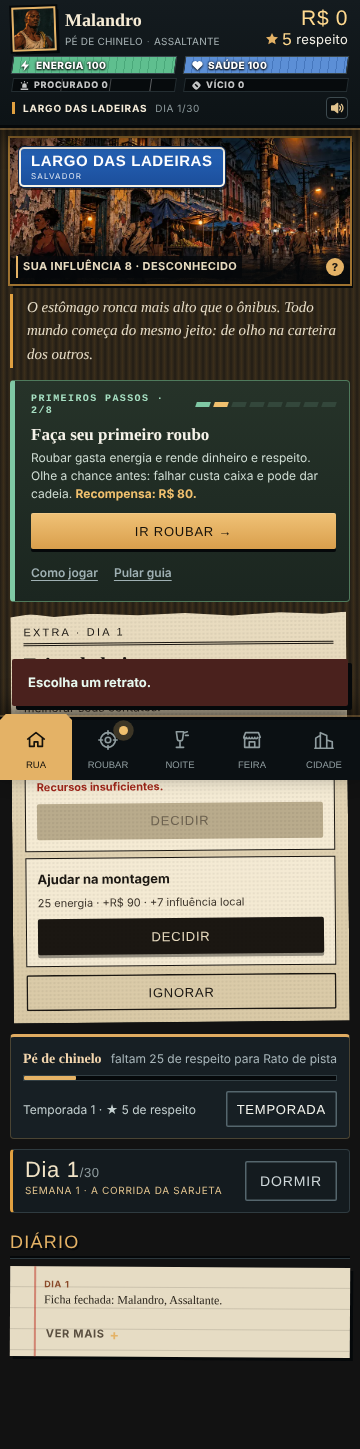 Malandro
R$ 0
PÉ DE CHINELO · ASSALTANTE
5 respeito
ENERGIA 100
SAÚDE 100
PROCURADO 0
VÍCIO 0
LARGO DAS LADEIRAS DIA 1/30
LARGO DAS LADEIRAS
SALVADOR
SUA INFLUÊNCIA 8 · DESCONHECIDO
?
O estômago ronca mais alto que o ônibus. Todo
mundo começa do mesmo jeito: de olho na carteira
dos outros.
PRIMEIROS PASSOS ·
2/8
Faça seu primeiro roubo
Roubar gasta energia e rende dinheiro e respeito.
Olhe a chance antes: falhar custa caixa e pode dar
cadeia. Recompensa: R$ 80.
IR ROUBAR →
Como jogar Pular guia
EXTRA · DIA 1
Escolha um retrato.
RUA
ROUBAR
NOITE
FEIRA
CIDADE
Recursos insuficientes.
DECIDIR
Ajudar na montagem
25 energia · +R$ 90 · +7 influência local
DECIDIR
IGNORAR
Pé de chinelo faltam 25 de respeito para Rato de pista
Temporada 1 · ★ 5 de respeito
TEMPORADA
Dia 1/30
SEMANA 1 · A CORRIDA DA SARJETA
DORMIR
DIÁRIO
DIA 1
Ficha fechada: Malandro, Assaltante.
VER MAIS +